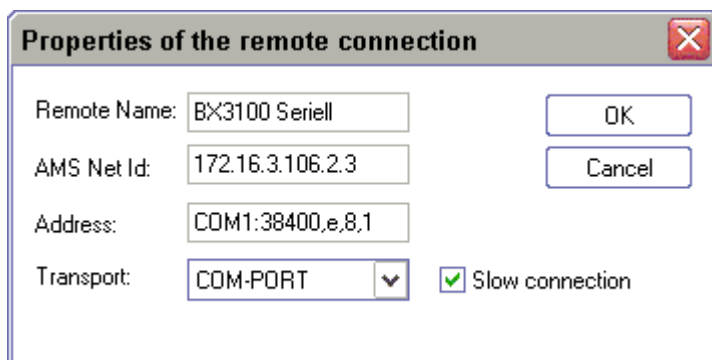 Properties of the remote connection
Remote Name: BX3100 Seriell OK
AMS Net Id: 172.16.3.106.2.3 Cancel
Address: COM1:38400,e,8,1
Transport: COM-PORT Slow connection